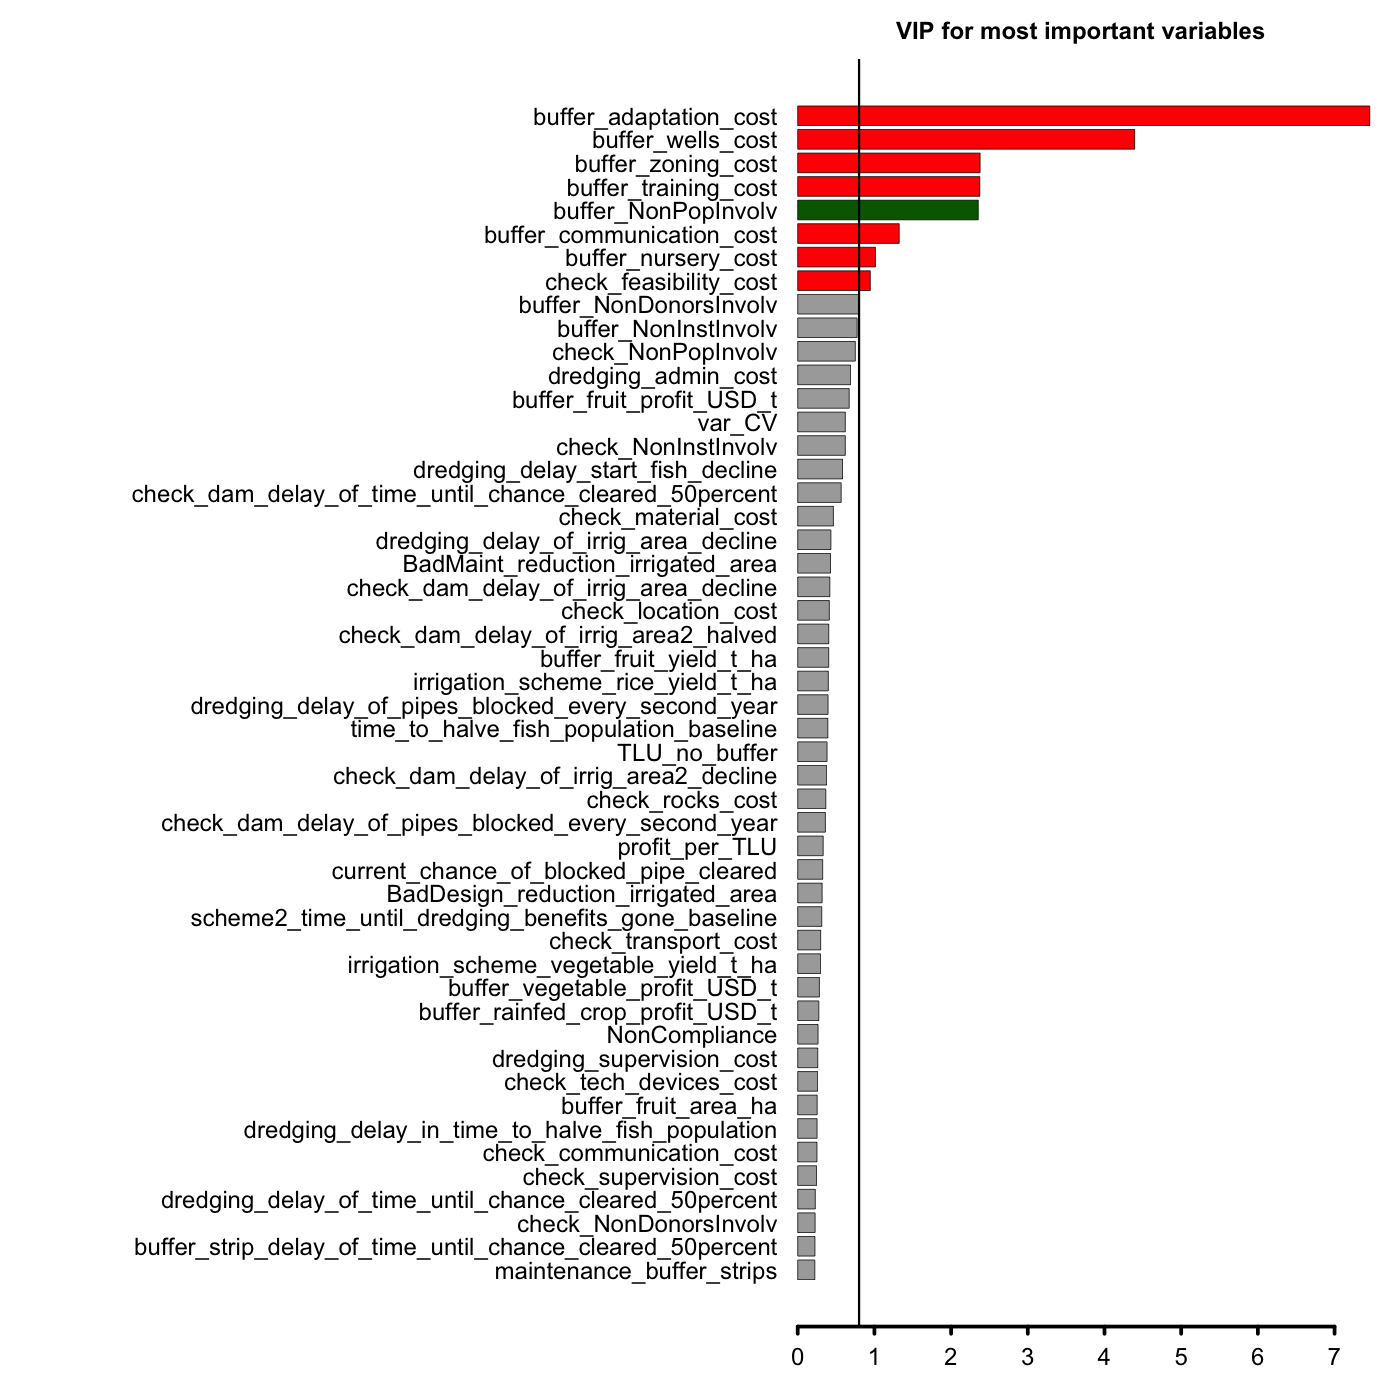 VIP for most important variables
buffer_adaptation_cost
buffer_wells_cost
buffer_zoning_cost
buffer_training_cost
buffer_NonPopInvolv
buffer_communication_cost
buffer_nursery_cost
check_feasibility_cost
buffer_NonDonorsInvolv
buffer_NonInstInvolv
check_NonPopInvolv
dredging_admin_cost
buffer_fruit_profit_USD_t
var_CV
check_NonInstInvolv
dredging_delay_start_fish_decline
check_dam_delay_of_time_until_chance_cleared_50percent
check_material_cost
dredging_delay_of_irrig_area_decline
BadMaint_reduction_irrigated_area
check_dam_delay_of_irrig_area_decline
check_location_cost
check_dam_delay_of_irrig_area2_halved
buffer_fruit_yield_t_ha
irrigation_scheme_rice_yield_t_ha
dredging_delay_of_pipes_blocked_every_second_year
time_to_halve_fish_population_baseline
TLU_no_buffer
check_dam_delay_of_irrig_area2_decline
check_rocks_cost
check_dam_delay_of_pipes_blocked_every_second_year
profit_per_TLU
current_chance_of_blocked_pipe_cleared
BadDesign_reduction_irrigated_area
scheme2_time_until_dredging_benefits_gone_baseline
check_transport_cost
irrigation_scheme_vegetable_yield_t_ha
buffer_vegetable_profit_USD_t
buffer_rainfed_crop_profit_USD_t
NonCompliance
dredging_supervision_cost
check_tech_devices_cost
buffer_fruit_area_ha
dredging_delay_in_time_to_halve_fish_population
check_communication_cost
check_supervision_cost
dredging_delay_of_time_until_chance_cleared_50percent
check_NonDonorsInvolv
buffer_strip_delay_of_time_until_chance_cleared_50percent
maintenance_buffer_strips
0 1 2 3 4 5 6 7